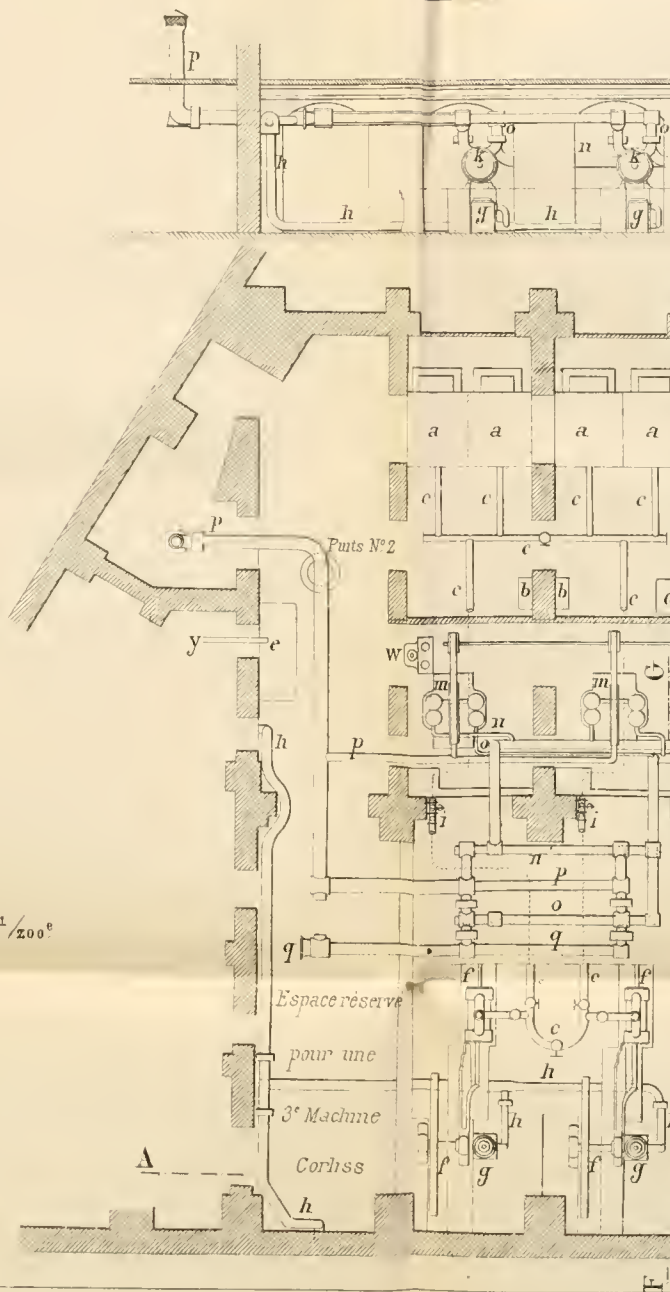 p
h
h
k
o
n
k
o
g
h
g
a a a a
c c c c
p
Puits N° 2
c
b b
c
c
y e
W
G
m
m
n
h
o
p
i
i
n'
p
o
q
q
1/200e
f
e
f
Espace réservé
c
pour une
h
3e Machine
h
A
Corliss
f
g
f
g
h
F